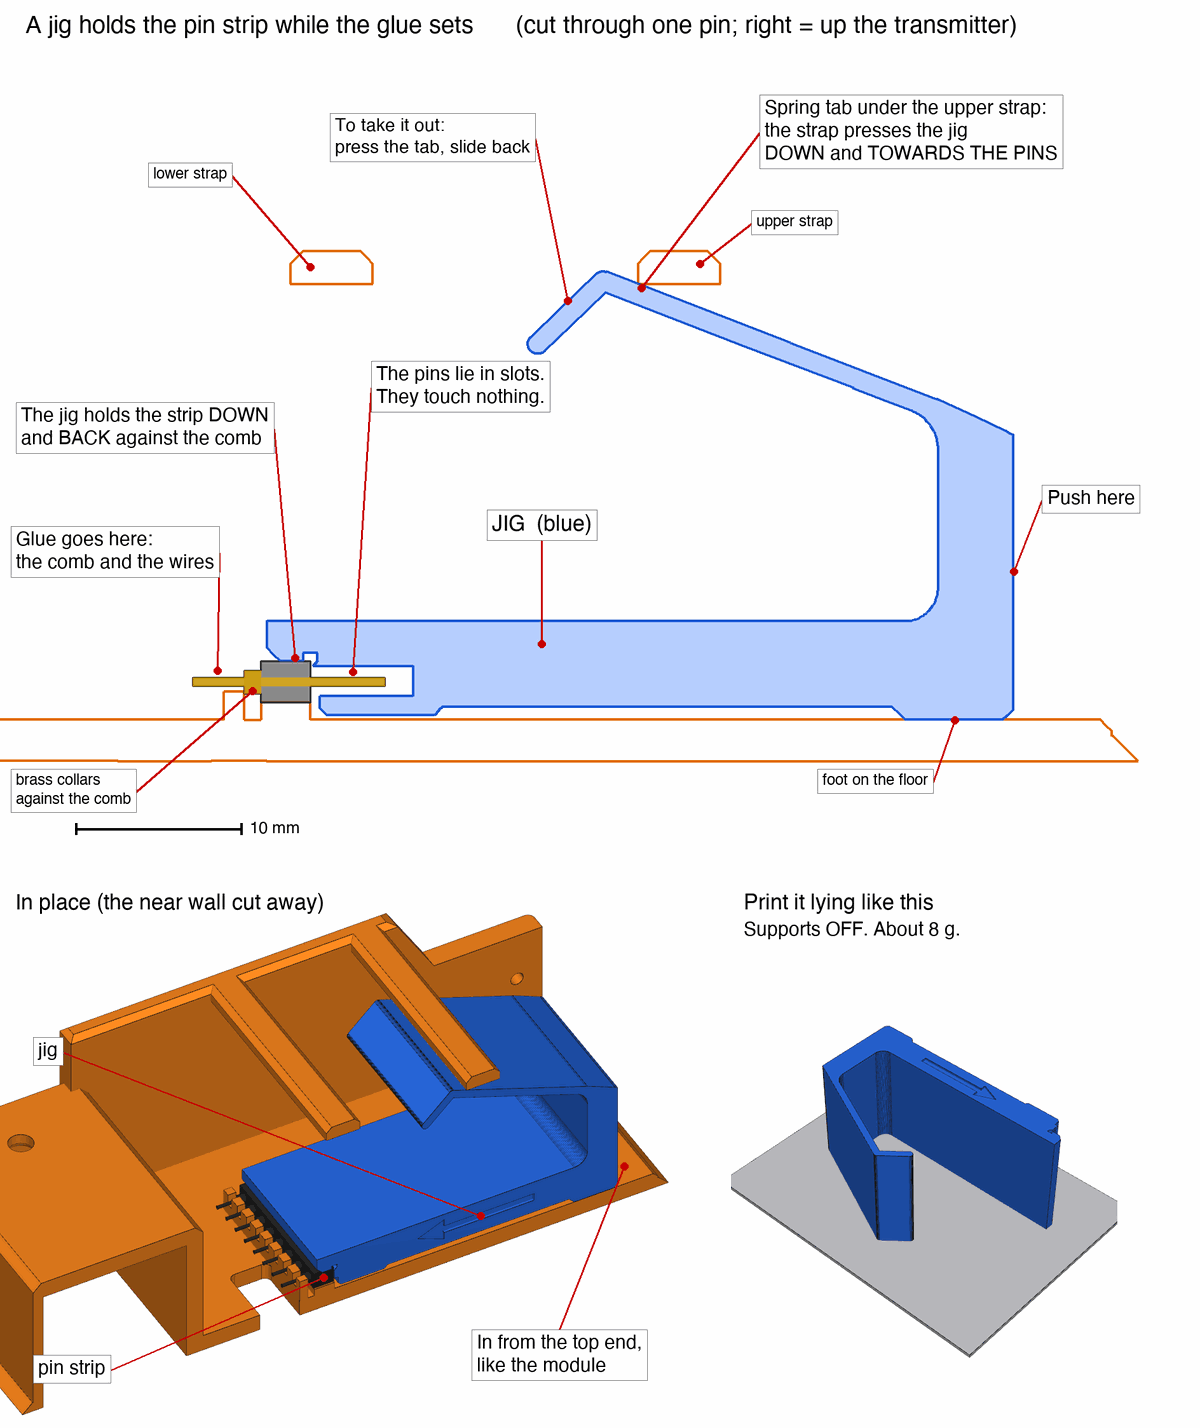 A jig holds the pin strip while the glue sets (cut through one pin; right = up the transmitter)
Spring tab under the upper strap:
the strap presses the jig
DOWN and TOWARDS THE PINS
To take it out:
press the tab, slide back
lower strap
upper strap
The pins lie in slots.
They touch nothing.
The jig holds the strip DOWN
and BACK against the comb
Push here
JIG (blue)
Glue goes here:
the comb and the wires
brass collars
against the comb
foot on the floor
10 mm
In place (the near wall cut away)
Print it lying like this
Supports OFF. About 8 g.
jig
In from the top end,
like the module
pin strip